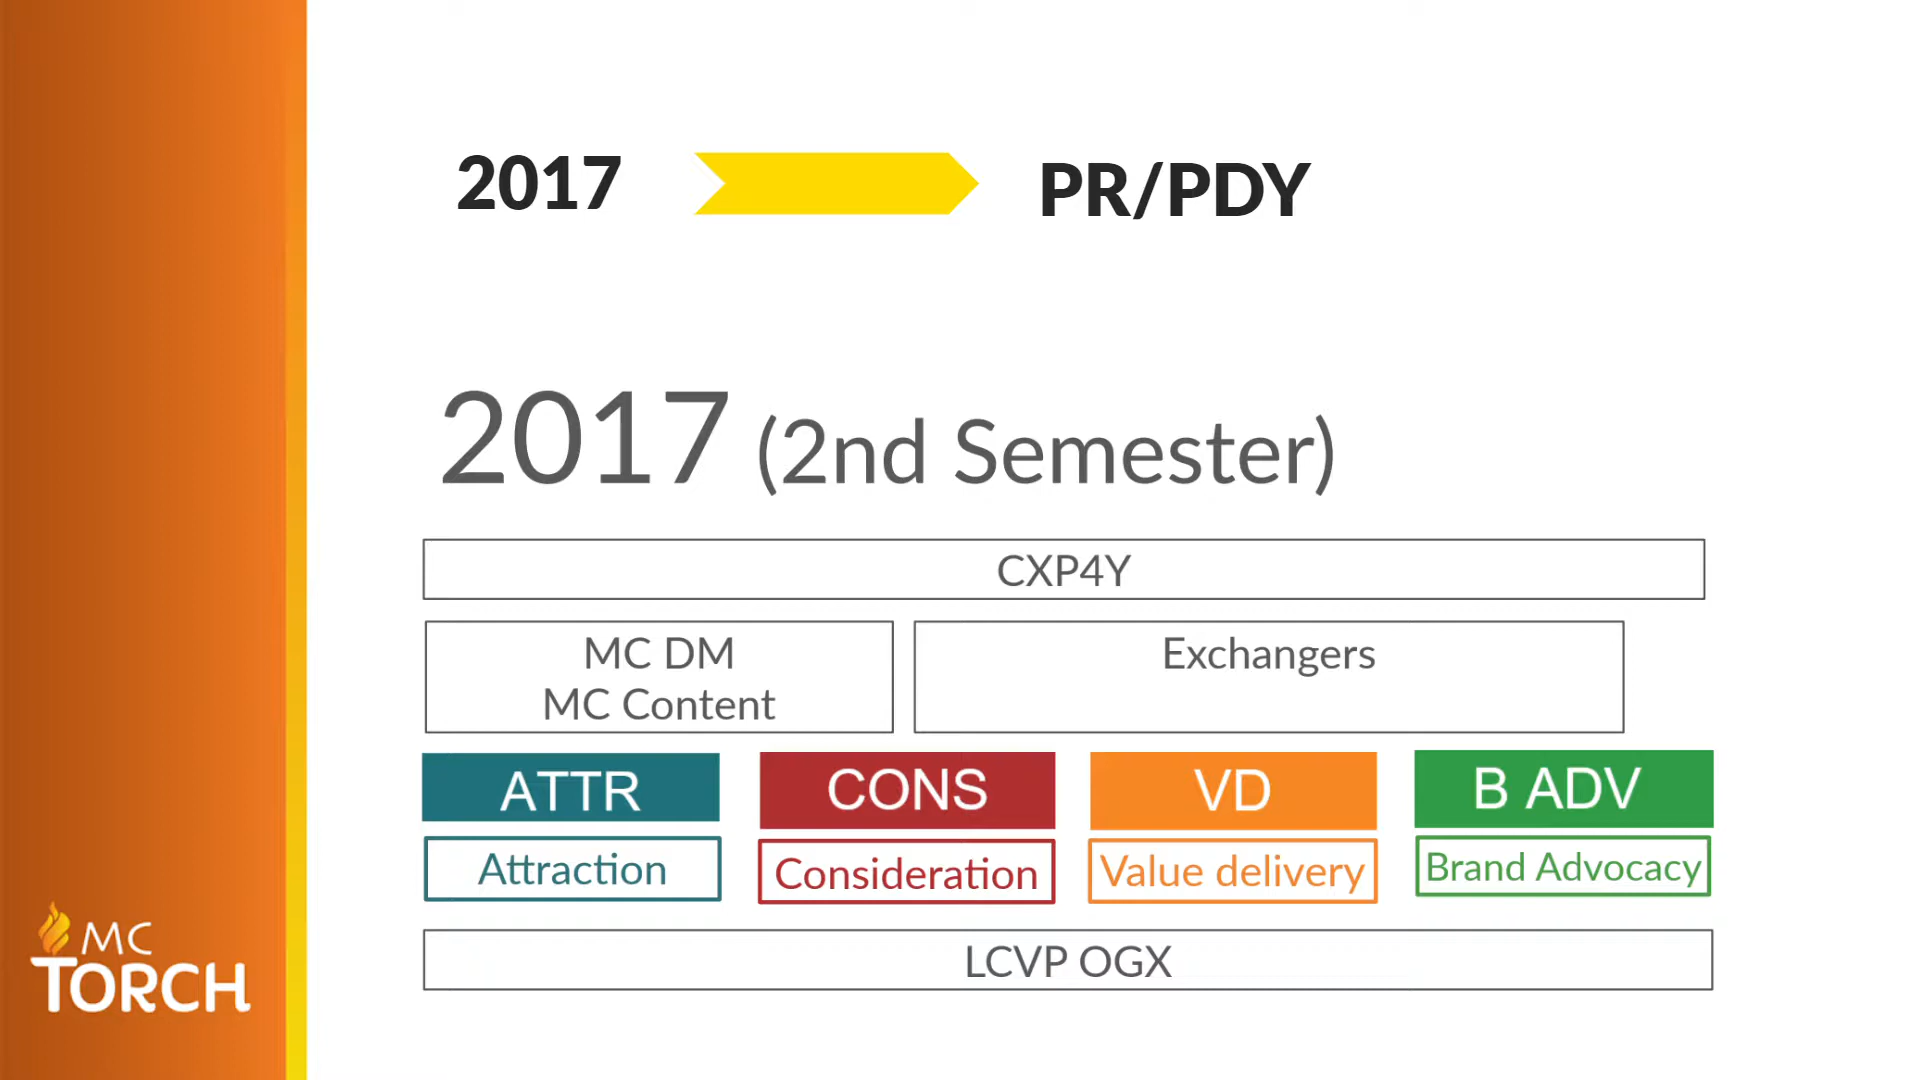 2017
PR/PDY
2017 (2nd Semester)
CXP4Y
MC DM
MC Content
Exchangers
ATTR
CONS
VD
B ADV
Attraction
Consideration
Value delivery
Brand Advocacy
LCVP OGX
MC
TORCH